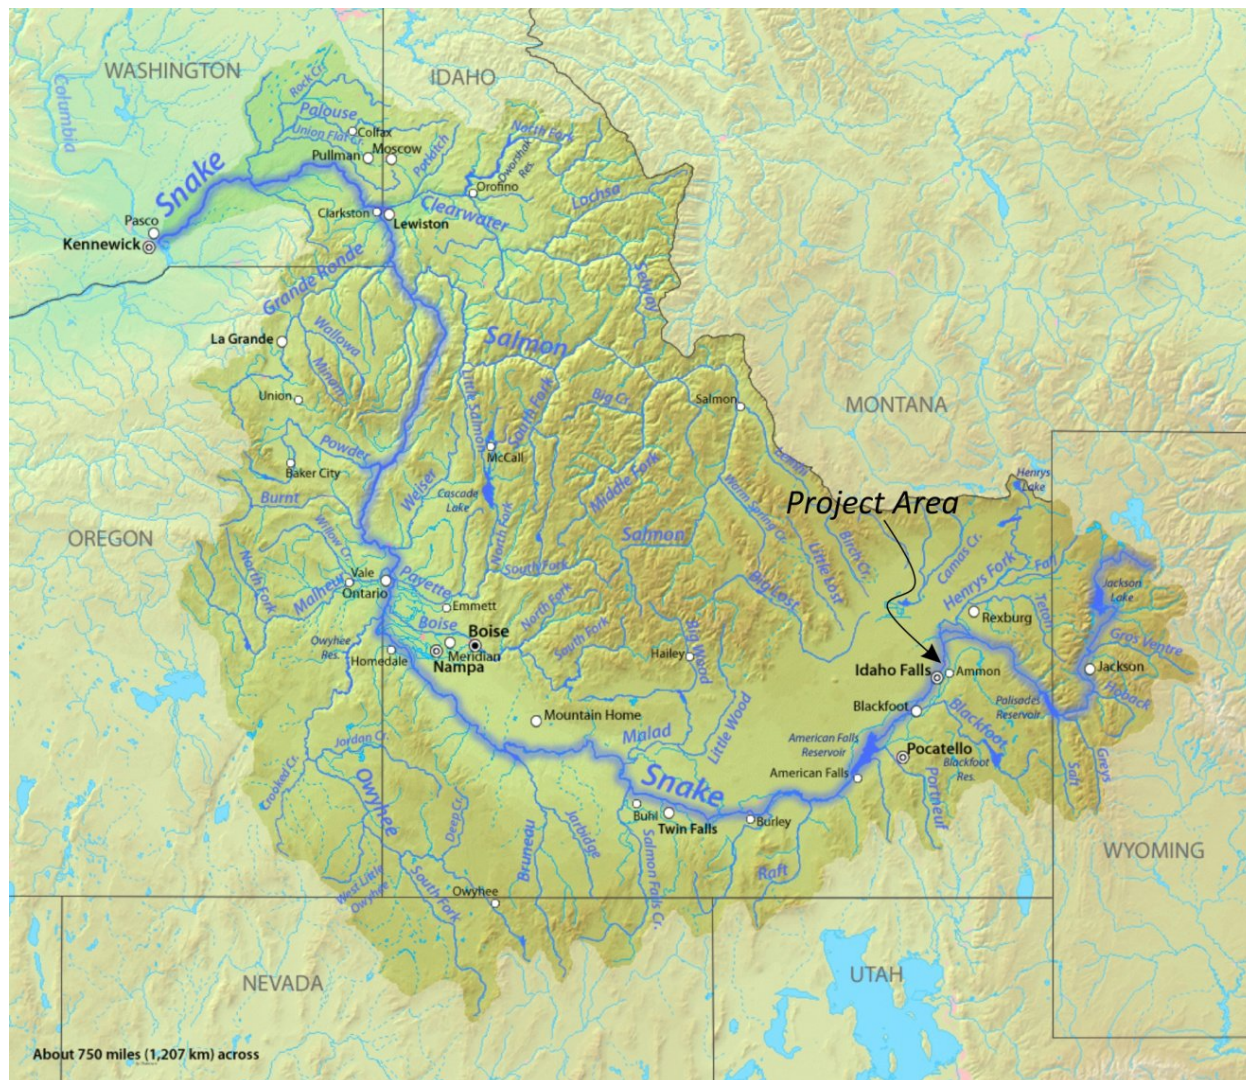 WASHINGTON
IDAHO
Columbia
Rock Cr.
Palouse
Colfax
Union Flat Cr.
Moscow
Pullman
Potlatch
North Fork
Dworshak
Res.
Orofino
Snake
Lochsa
Clearwater
Clarkston
Lewiston
Pasco
Kennewick
Grande Ronde
Selway
La Grande
Wallowa
Minam
Salmon
Little Salmon
South Fork
Big Cr.
Salmon
Union
MONTANA
Powder
McCall
Baker City
Lemhi
Middle Fork
Weiser
Cascade
Lake
Henrys
Lake
Burnt
Warm Spring Cr.
Project Area
OREGON
Willow Cr.
North Fork
Salmon
Birch Cr.
Little Lost
Camas Cr.
Fall
North Fork
South Fork
Vale
Payette
Malheur
Ontario
Big Lost
Henrys Fork
Jackson
Lake
Emmett
North Fork
Teton
Rexburg
Boise
Boise
South Fork
Big Wood
Gros Ventre
Owyhee
Res.
Meridian
Homedale
Nampa
Hailey
Idaho Falls
Ammon
Jackson
Hoback
Palisades
Reservoir
Blackfoot
Blackfoot
Mountain Home
Little Wood
Malad
American Falls
Reservoir
Jordan Cr.
Pocatello
Blackfoot
Res.
Greys
Salt
Crooked Cr.
Owyhee
Snake
American Falls
Portneuf
Deep Cr.
Jarbidge
Buhl
Twin Falls
Burley
Bruneau
Salmon Falls Cr.
WYOMING
Raft
West Little
Owyhee
South Fork
Owyhee
NEVADA
UTAH
About 750 miles (1,207 km) across